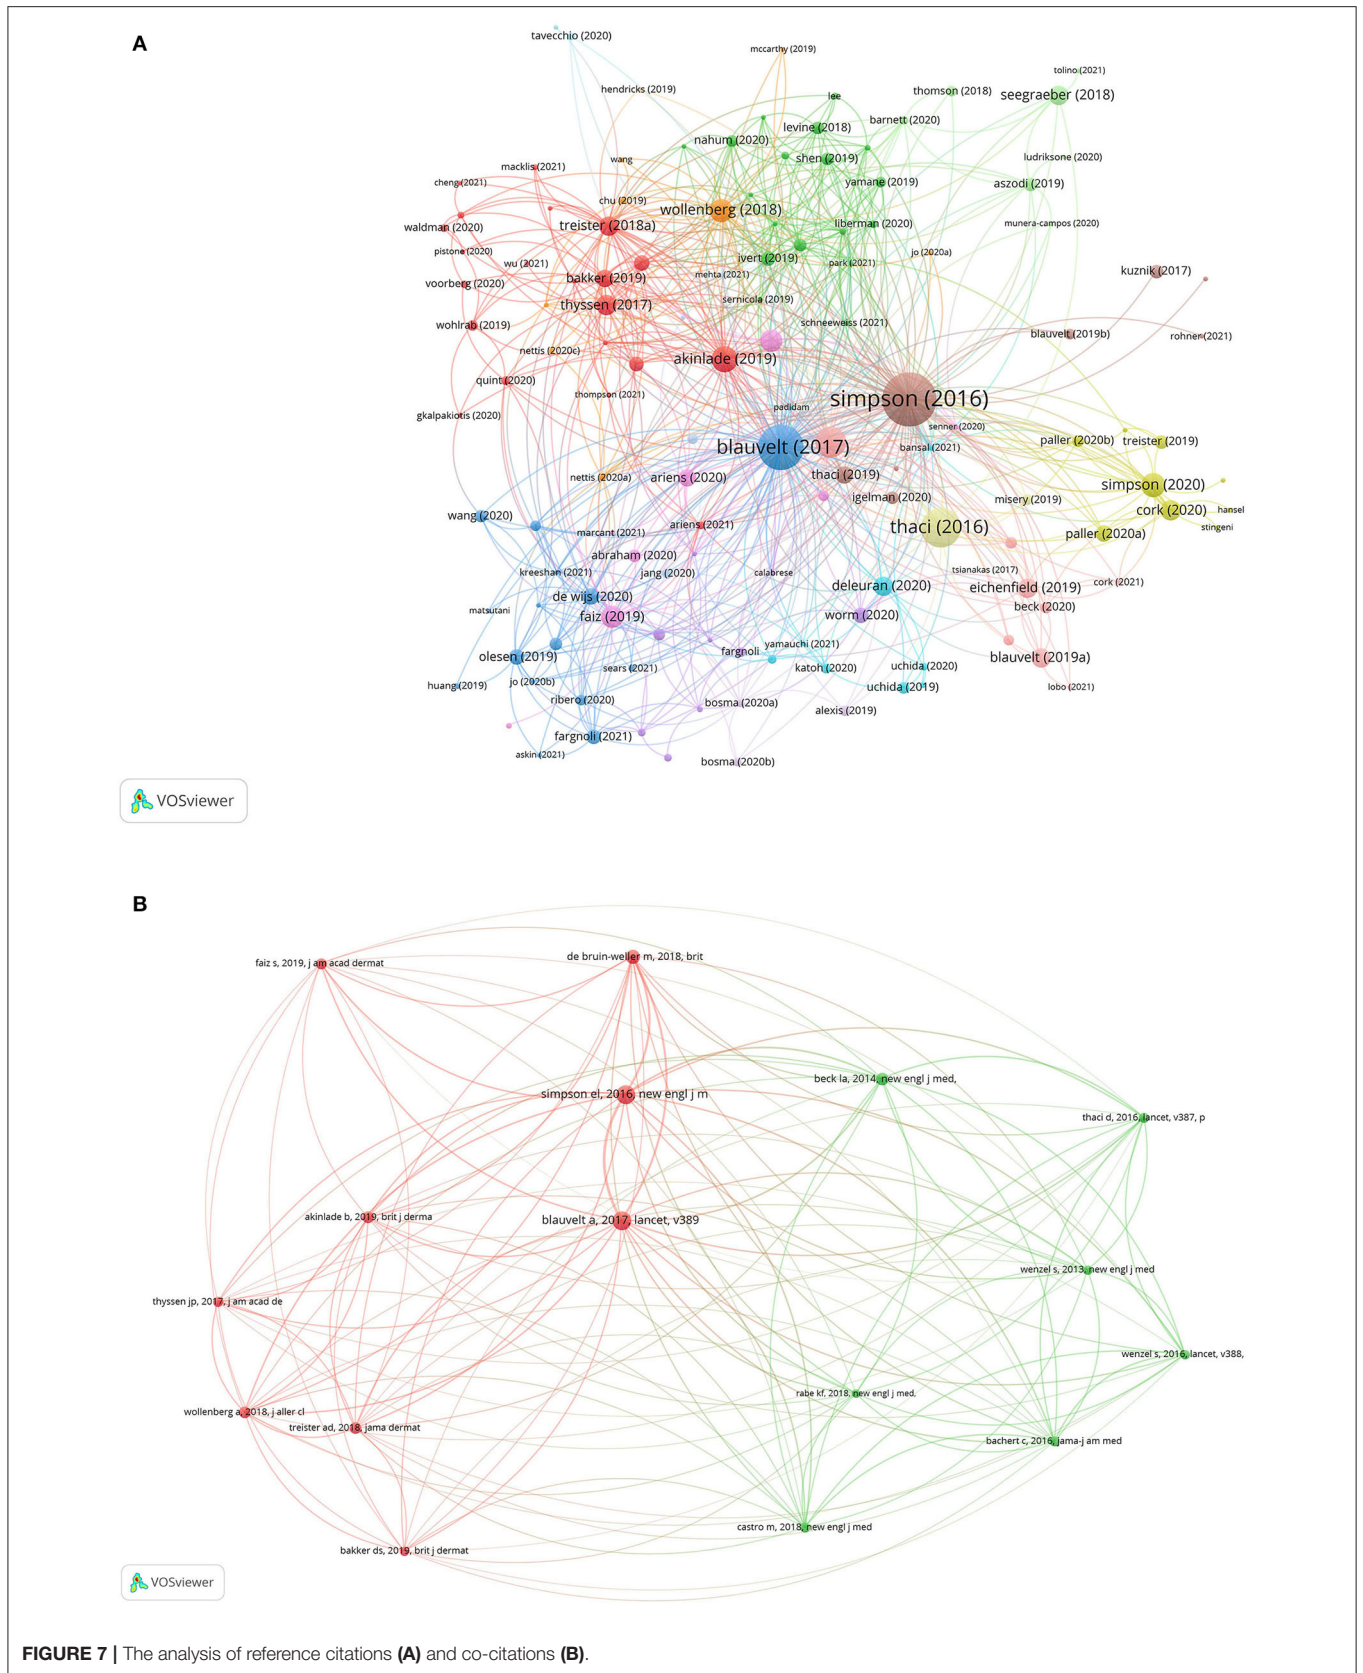 A
tavecchio (2020)
mccarthy (2019)
tolino (2021)
hendricks (2019)
lee
thomson (2018)
seegraeber (2018)
levine (2018)
barnett (2020)
nahum (2020)
wang
shen (2019)
ludriksone (2020)
macklis (2021)
cheng (2021)
yamane (2019)
aszodi (2019)
chu (2019)
wollenberg (2018)
waldman (2020)
treister (2018a)
liberman (2020)
munera-campos (2020)
pistone (2020)
wu (2021)
ivert (2019)
park (2021)
jo (2020a)
mehta (2021)
kuznik (2017)
voorberg (2020)
bakker (2019)
sernicola (2019)
thyssen (2017)
wohlrab (2019)
schneeweiss (2021)
blauvelt (2019b)
rohner (2021)
nettis (2020c)
akinlade (2019)
quint (2020)
thompson (2021)
simpson (2016)
padidam
gkalpakiotis (2020)
senner (2020)
blauvelt (2017)
bansal (2021)
paller (2020b)
treister (2019)
nettis (2020a)
ariens (2020)
thaci (2019)
igelman (2020)
misery (2019)
simpson (2020)
wang (2020)
cork (2020)
hansel
stingeni
marcant (2021)
ariens (2021)
thaci (2016)
paller (2020a)
abraham (2020)
kreeshan (2021)
jang (2020)
calabrese
tsianakas (2017)
deleuran (2020)
eichenfield (2019)
cork (2021)
de wijs (2020)
matsutani
faiz (2019)
worm (2020)
beck (2020)
olesen (2019)
fargnoli
yamauchi (2021)
blauvelt (2019a)
sears (2021)
katoh (2020)
uchida (2020)
huang (2019)
jo (2020b)
uchida (2019)
lobo (2021)
ribero (2020)
bosma (2020a)
alexis (2019)
fargnoli (2021)
askin (2021)
bosma (2020b)
VOSviewer
B
faiz s, 2019, j am acad dermat
de bruin-weller m, 2018, brit
beck la, 2014, new engl j med,
simpson el, 2016, new engl j m
thaci d, 2016, lancet, v387, p
akinlade b, 2019, brit j derma
blauvelt a, 2017, lancet, v389
wenzel s, 2013, new engl j med
thyssen jp, 2017, j am acad de
wenzel s, 2016, lancet, v388,
rabe kf, 2018, new engl j med,
wollenberg a, 2018, j aller cl
treister ad, 2018, jama dermat
bachert c, 2016, jama-j am med
castro m, 2018, new engl j med
bakker ds, 2019, brit j dermat
VOSviewer
FIGURE 7 | The analysis of reference citations (A) and co-citations (B).